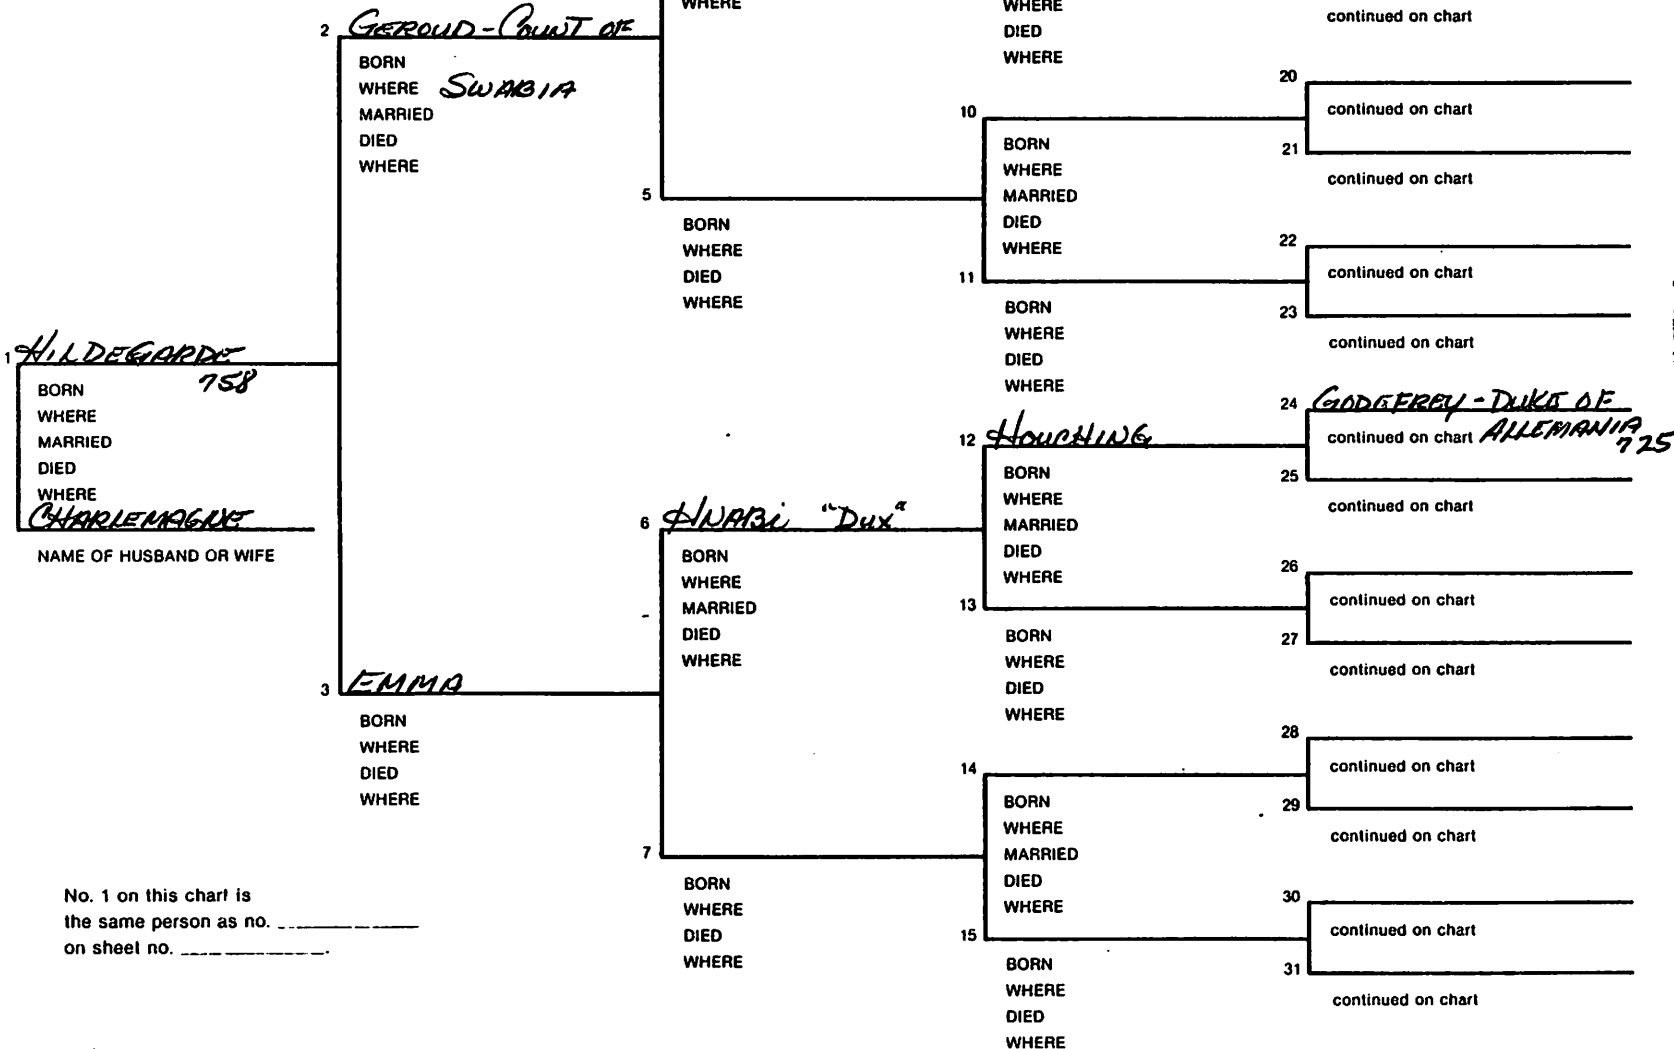 WHERE
2 GEROUD - COUNT OF
BORN
WHERE SWABIA
MARRIED
DIED
WHERE
5
BORN
WHERE
DIED
WHERE
1 HILDEGARDE
BORN 758
WHERE
MARRIED
DIED
WHERE
CHARLEMAGNE
NAME OF HUSBAND OR WIFE
6 HNABI "DUX"
BORN
WHERE
MARRIED
DIED
WHERE
3 EMMA
BORN
WHERE
DIED
WHERE
7
BORN
WHERE
DIED
WHERE
No. 1 on this chart is
the same person as no.
on sheet no.
WHERE
DIED
WHERE
10
BORN
WHERE
MARRIED
DIED
WHERE
11
BORN
WHERE
DIED
WHERE
12 HOUCHING
BORN
WHERE
MARRIED
DIED
WHERE
13
BORN
WHERE
DIED
WHERE
14
BORN
WHERE
MARRIED
DIED
WHERE
15
BORN
WHERE
DIED
WHERE
continued on chart
20
continued on chart
21
continued on chart
22
continued on chart
23
continued on chart
24 GODEFREY - DUKE OF
continued on chart ALLEMANIA
725
25
continued on chart
26
continued on chart
27
continued on chart
28
continued on chart
29
continued on chart
30
continued on chart
31
continued on chart